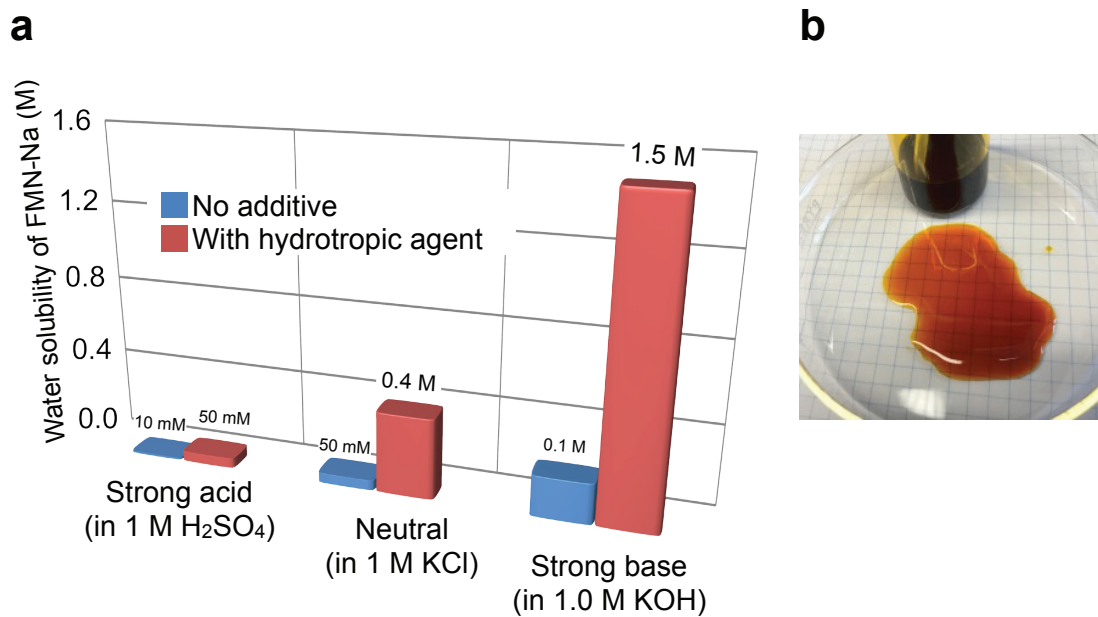 a
b
Water solubility of FMN-Na (M)
1.6
1.2
0.8
0.4
0.0
No additive
With hydrotropic agent
10 mM
50 mM
50 mM
0.4 M
0.1 M
1.5 M
Strong acid
(in 1 M H₂SO₄)
Neutral
(in 1 M KCl)
Strong base
(in 1.0 M KOH)